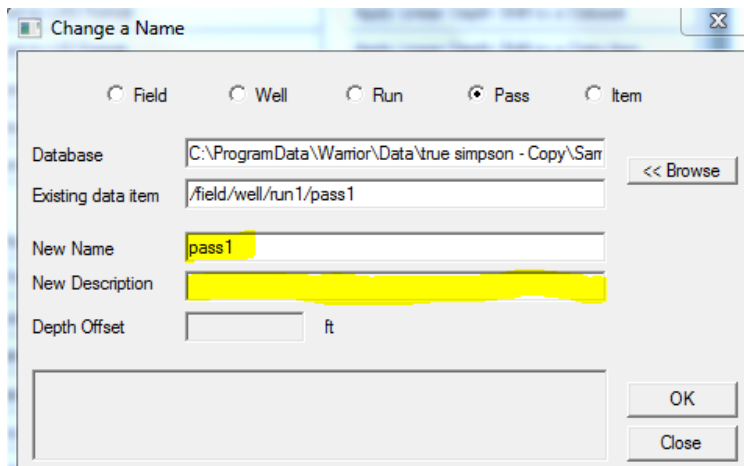 Change a Name
Field Well Run Pass Item
Database C:\ProgramData\Warrior\Data\true simpson - Copy\Sam
<< Browse
Existing data item /field/well/run1/pass1
New Name pass1
New Description
Depth Offset ft
OK
Close